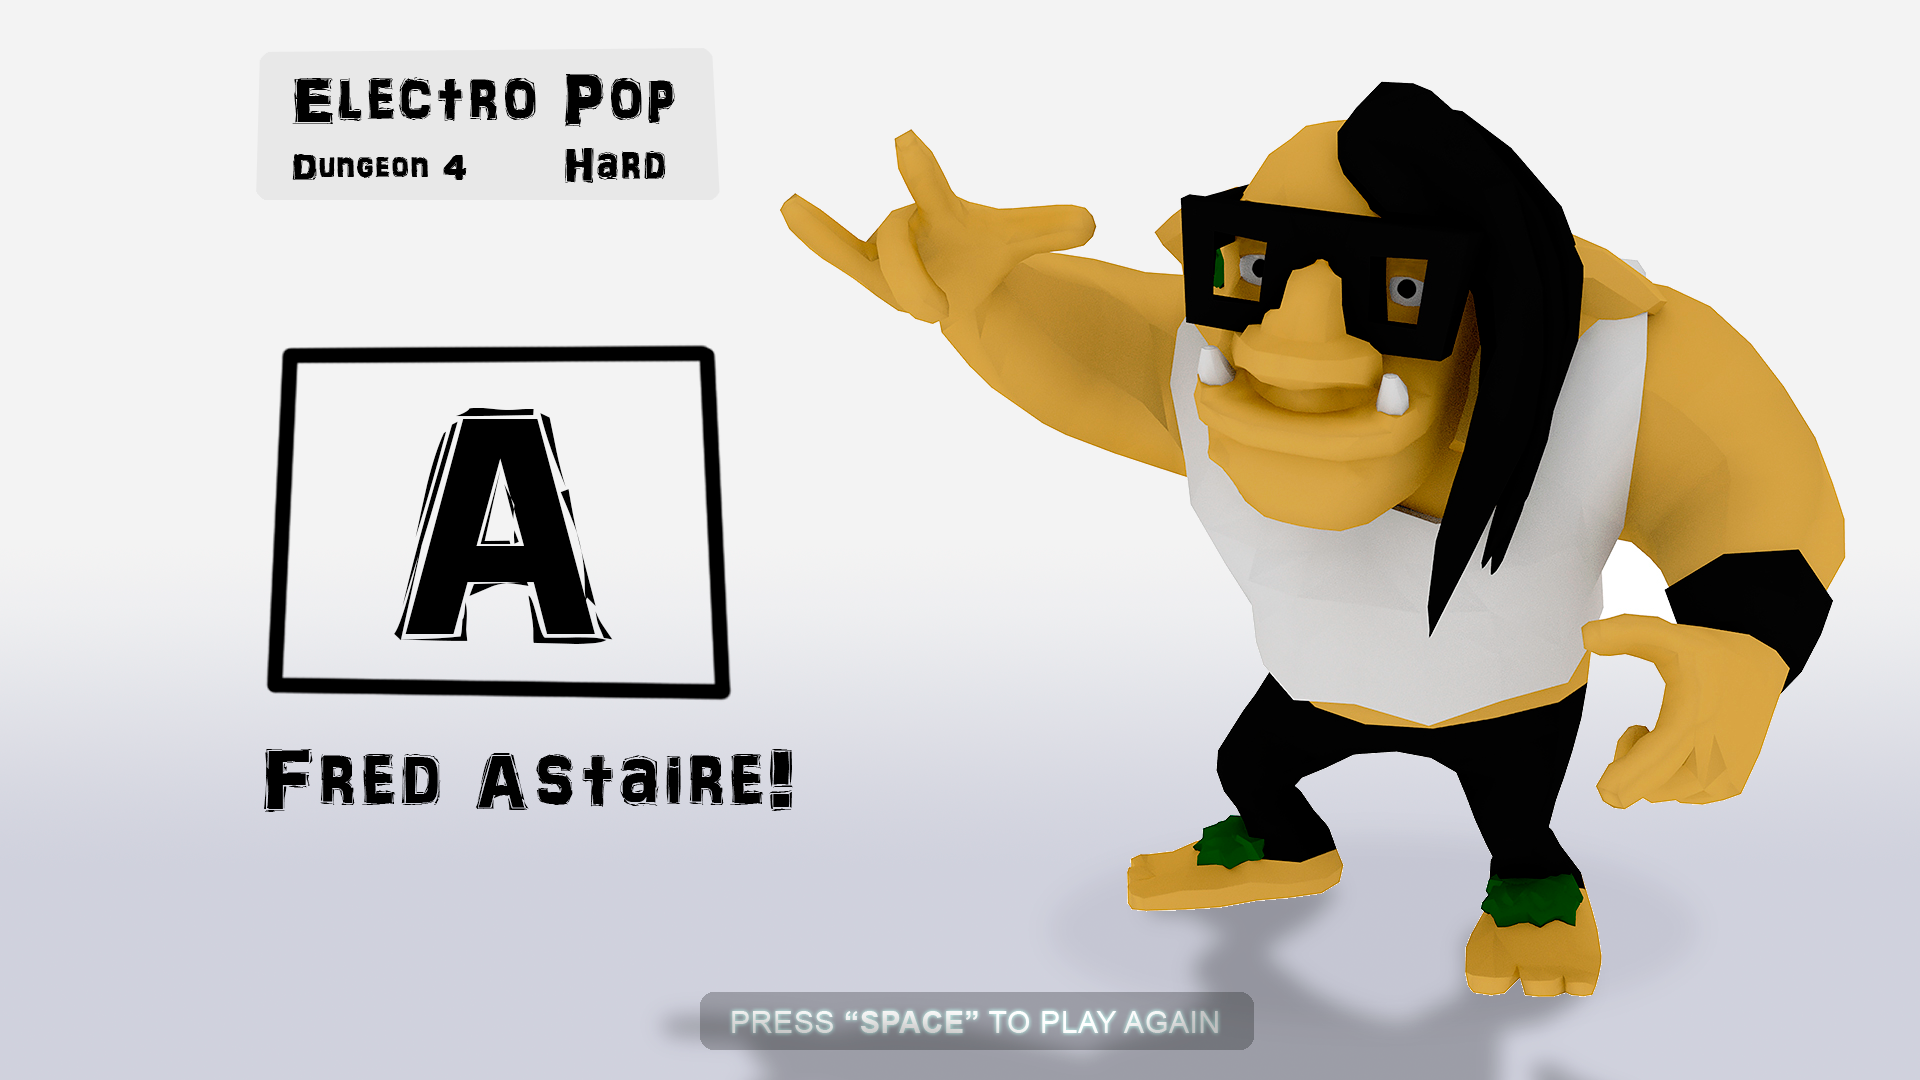 Electro Pop
Dungeon 4 Hard
A
Fred Astaire!
PRESS “SPACE” TO PLAY AGAIN